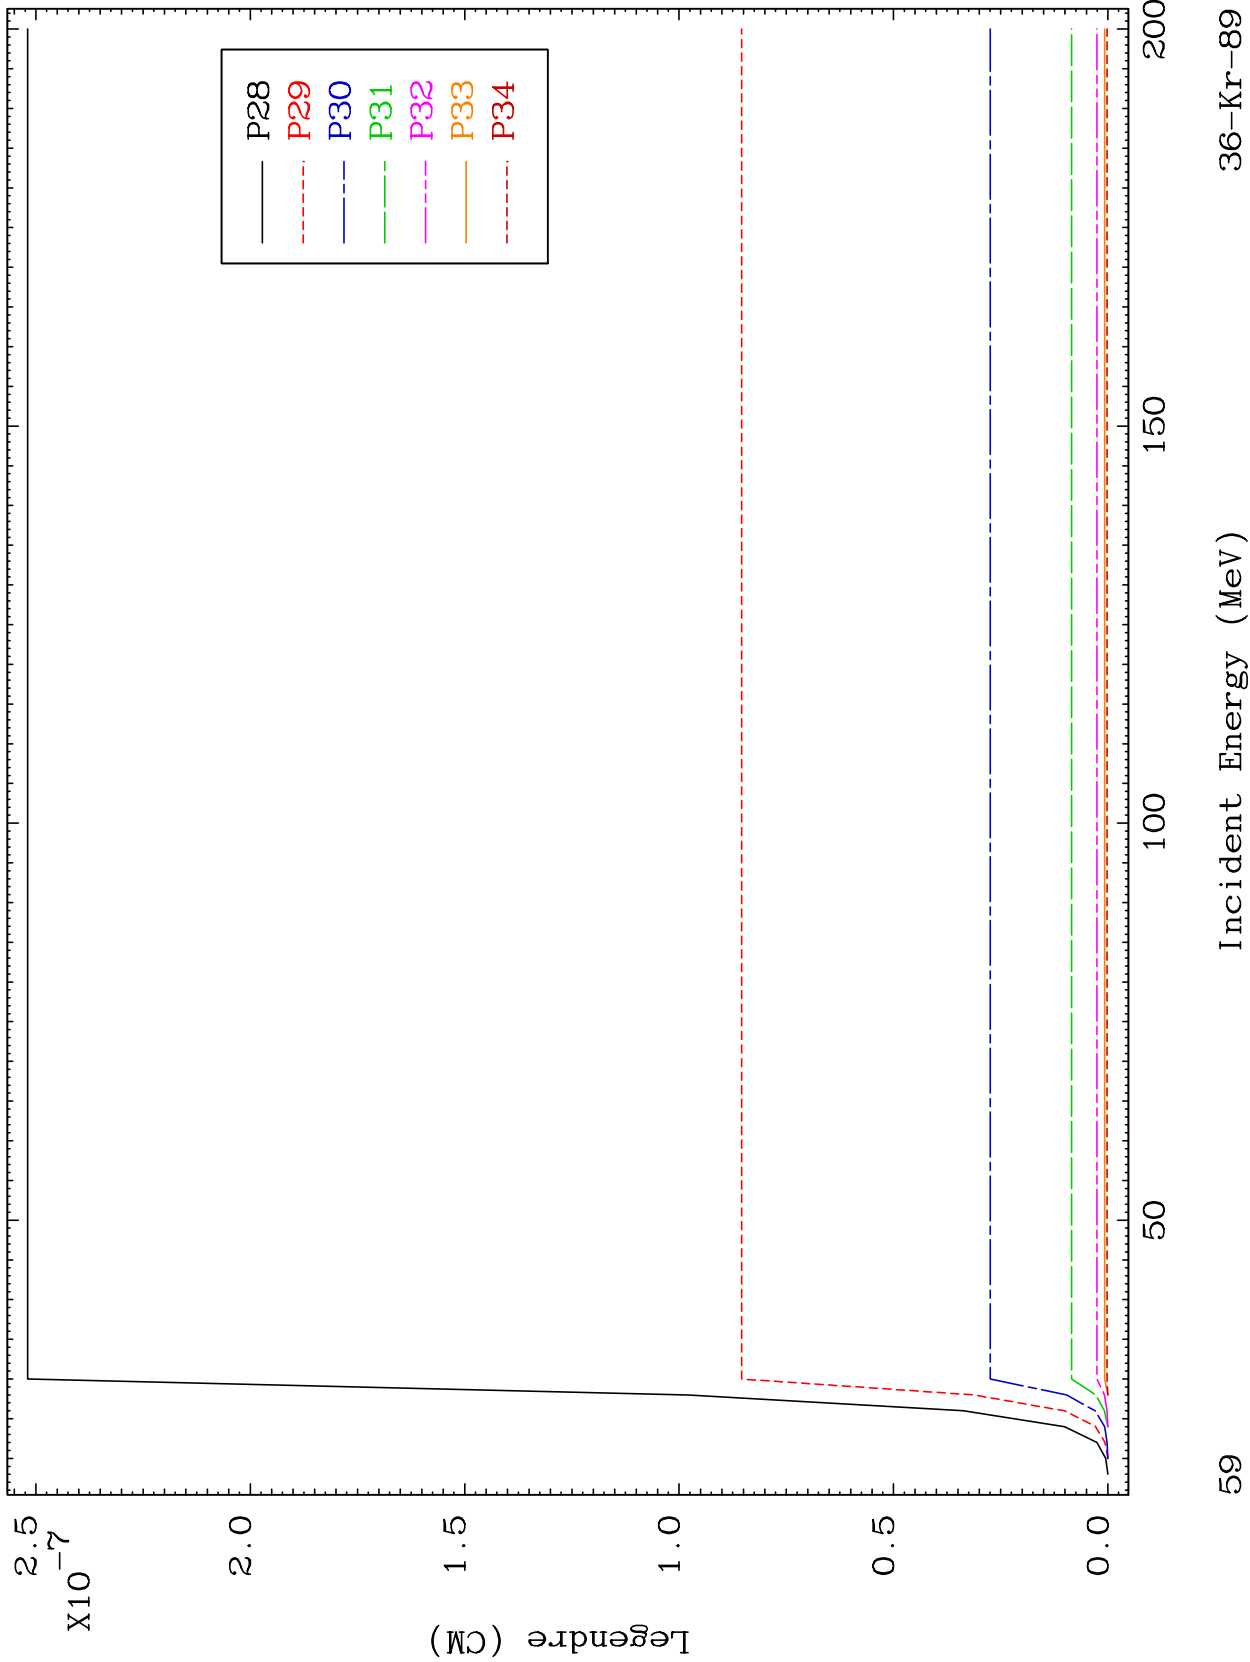 2.5
X10⁻⁷
2.0
1.5
1.0
0.5
0.0
Legendre (CM)
P28
P29
P30
P31
P32
P33
P34
50
100
150
200
Incident Energy (MeV)
59
36-Kr-89